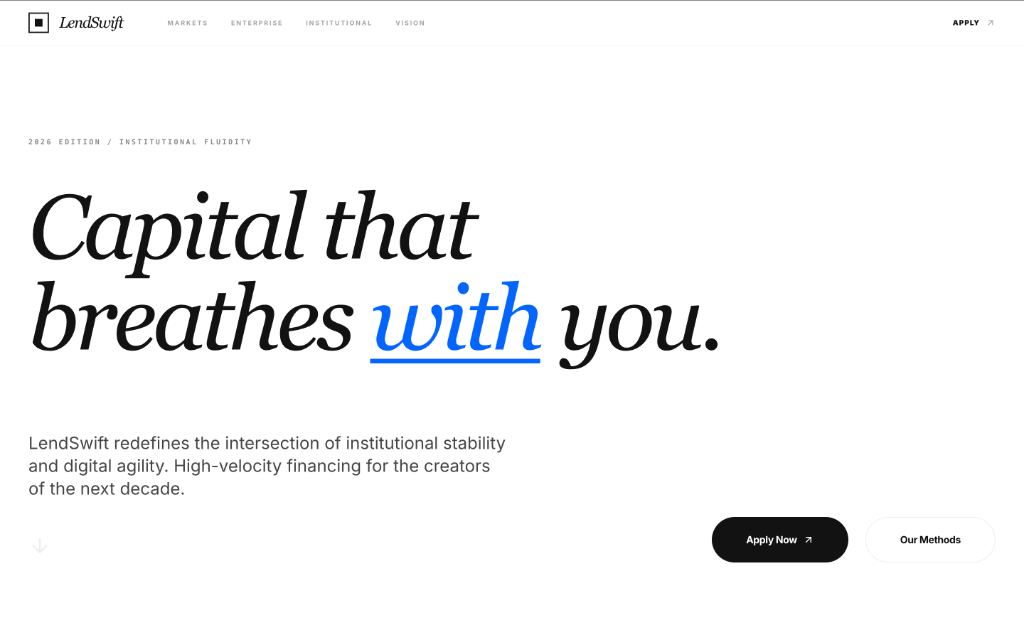 LendSwift
MARKETS ENTERPRISE INSTITUTIONAL VISION
APPLY
2026 EDITION / INSTITUTIONAL FLUIDITY
Capital that
breathes with you.
LendSwift redefines the intersection of institutional stability
and digital agility. High-velocity financing for the creators
of the next decade.
Apply Now
Our Methods